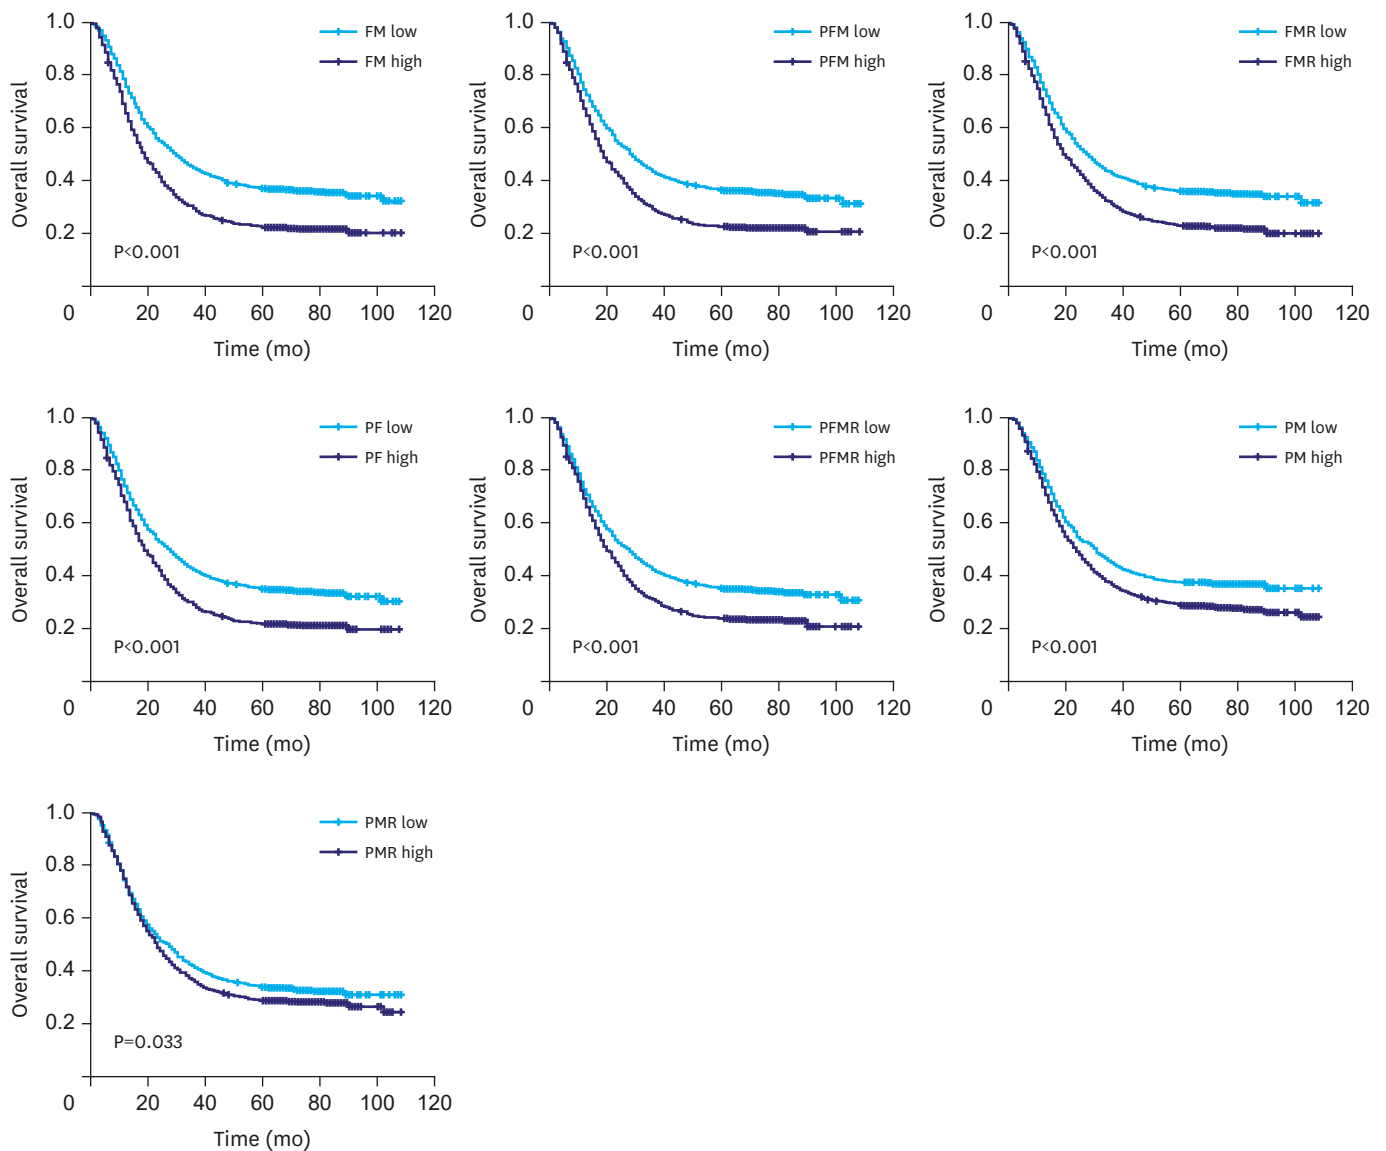 1.0
0.8
0.6
0.4
0.2
Overall survival
FM low
FM high
P<0.001
0 20 40 60 80 100 120
Time (mo)
1.0
0.8
0.6
0.4
0.2
Overall survival
PFM low
PFM high
P<0.001
0 20 40 60 80 100 120
Time (mo)
1.0
0.8
0.6
0.4
0.2
Overall survival
FMR low
FMR high
P<0.001
0 20 40 60 80 100 120
Time (mo)
1.0
0.8
0.6
0.4
0.2
Overall survival
PF low
PF high
P<0.001
0 20 40 60 80 100 120
Time (mo)
1.0
0.8
0.6
0.4
0.2
Overall survival
PFMR low
PFMR high
P<0.001
0 20 40 60 80 100 120
Time (mo)
1.0
0.8
0.6
0.4
0.2
Overall survival
PM low
PM high
P<0.001
0 20 40 60 80 100 120
Time (mo)
1.0
0.8
0.6
0.4
0.2
Overall survival
PMR low
PMR high
P=0.033
0 20 40 60 80 100 120
Time (mo)